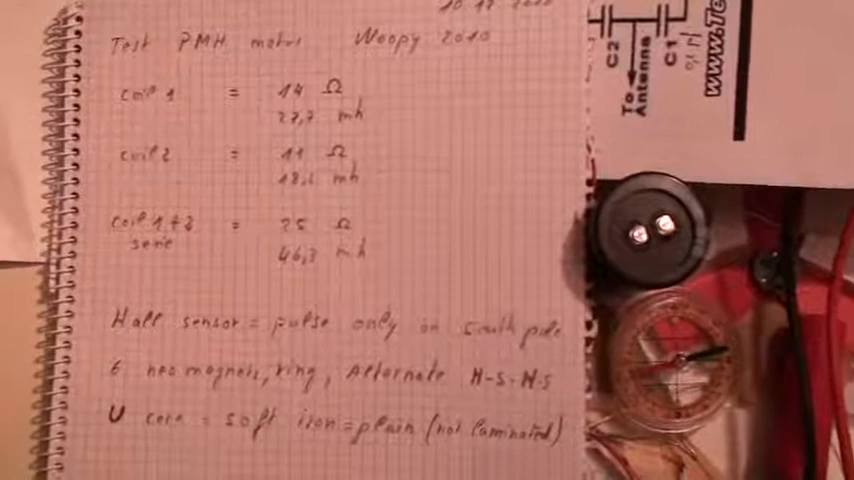 Test PMH motor Woopy 2010
coil 1 = 14 Ω
27,7 mh
coil 2 = 11 Ω
18,1 mh
coil 1+2 = 25 Ω
serie
46,3 mh
Hall sensor = pulse only on south pole
6 neo magnets, ring, Alternate N-S-N-S
U core = soft iron = plain (not laminated)
C2
C1
To
Antenna
www.Te